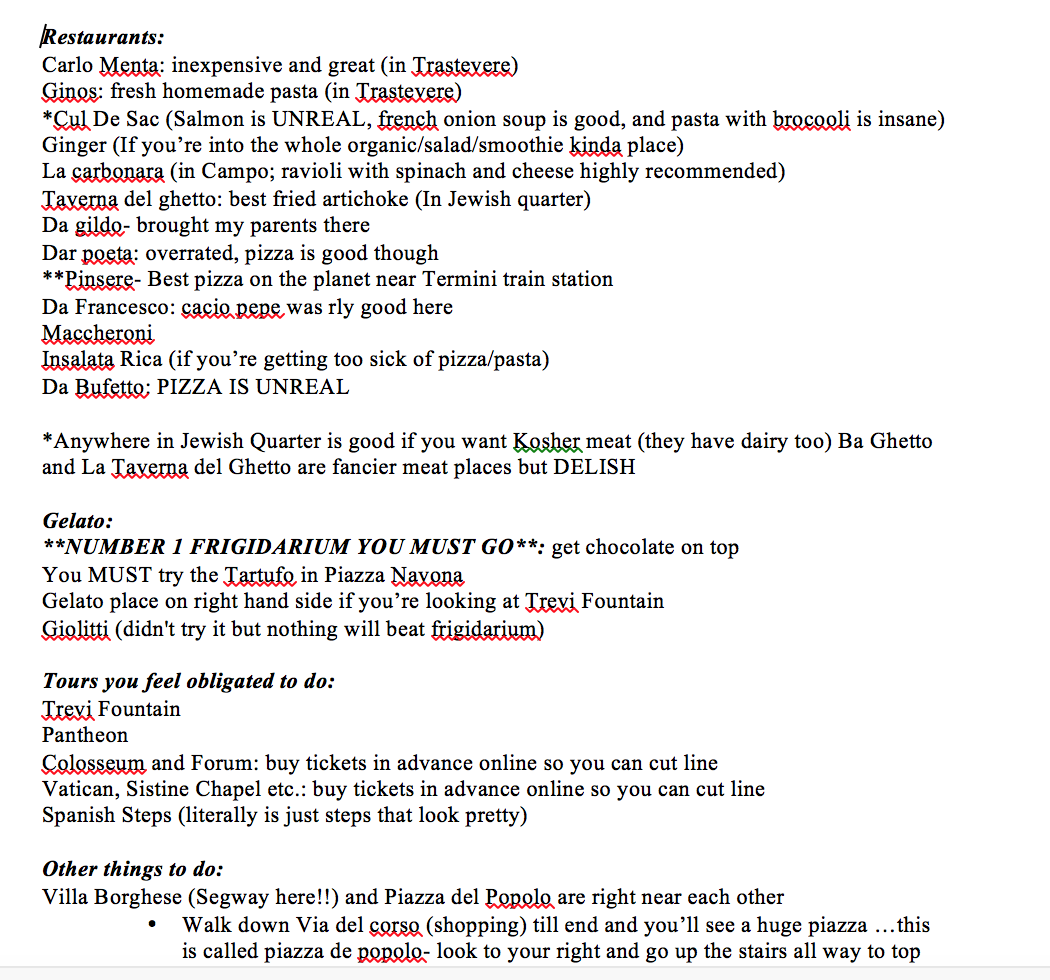 Restaurants:
Carlo Menta: inexpensive and great (in Trastevere)
Ginos: fresh homemade pasta (in Trastevere)
*Cul De Sac (Salmon is UNREAL, french onion soup is good, and pasta with brocooli is insane)
Ginger (If you’re into the whole organic/salad/smoothie kinda place)
La carbonara (in Campo; ravioli with spinach and cheese highly recommended)
Taverna del ghetto: best fried artichoke (In Jewish quarter)
Da gildo- brought my parents there
Dar poeta: overrated, pizza is good though
**Pinsere- Best pizza on the planet near Termini train station
Da Francesco: cacio pepe was rly good here
Maccheroni
Insalata Rica (if you’re getting too sick of pizza/pasta)
Da Bufetto: PIZZA IS UNREAL
*Anywhere in Jewish Quarter is good if you want Kosher meat (they have dairy too) Ba Ghetto
and La Taverna del Ghetto are fancier meat places but DELISH
Gelato:
**NUMBER 1 FRIGIDARIUM YOU MUST GO**: get chocolate on top
You MUST try the Tartufo in Piazza Navona
Gelato place on right hand side if you’re looking at Trevi Fountain
Giolitti (didn't try it but nothing will beat frigidarium)
Tours you feel obligated to do:
Trevi Fountain
Pantheon
Colosseum and Forum: buy tickets in advance online so you can cut line
Vatican, Sistine Chapel etc.: buy tickets in advance online so you can cut line
Spanish Steps (literally is just steps that look pretty)
Other things to do:
Villa Borghese (Segway here!!) and Piazza del Popolo are right near each other
• Walk down Via del corso (shopping) till end and you’ll see a huge piazza …this
is called piazza de popolo- look to your right and go up the stairs all way to top